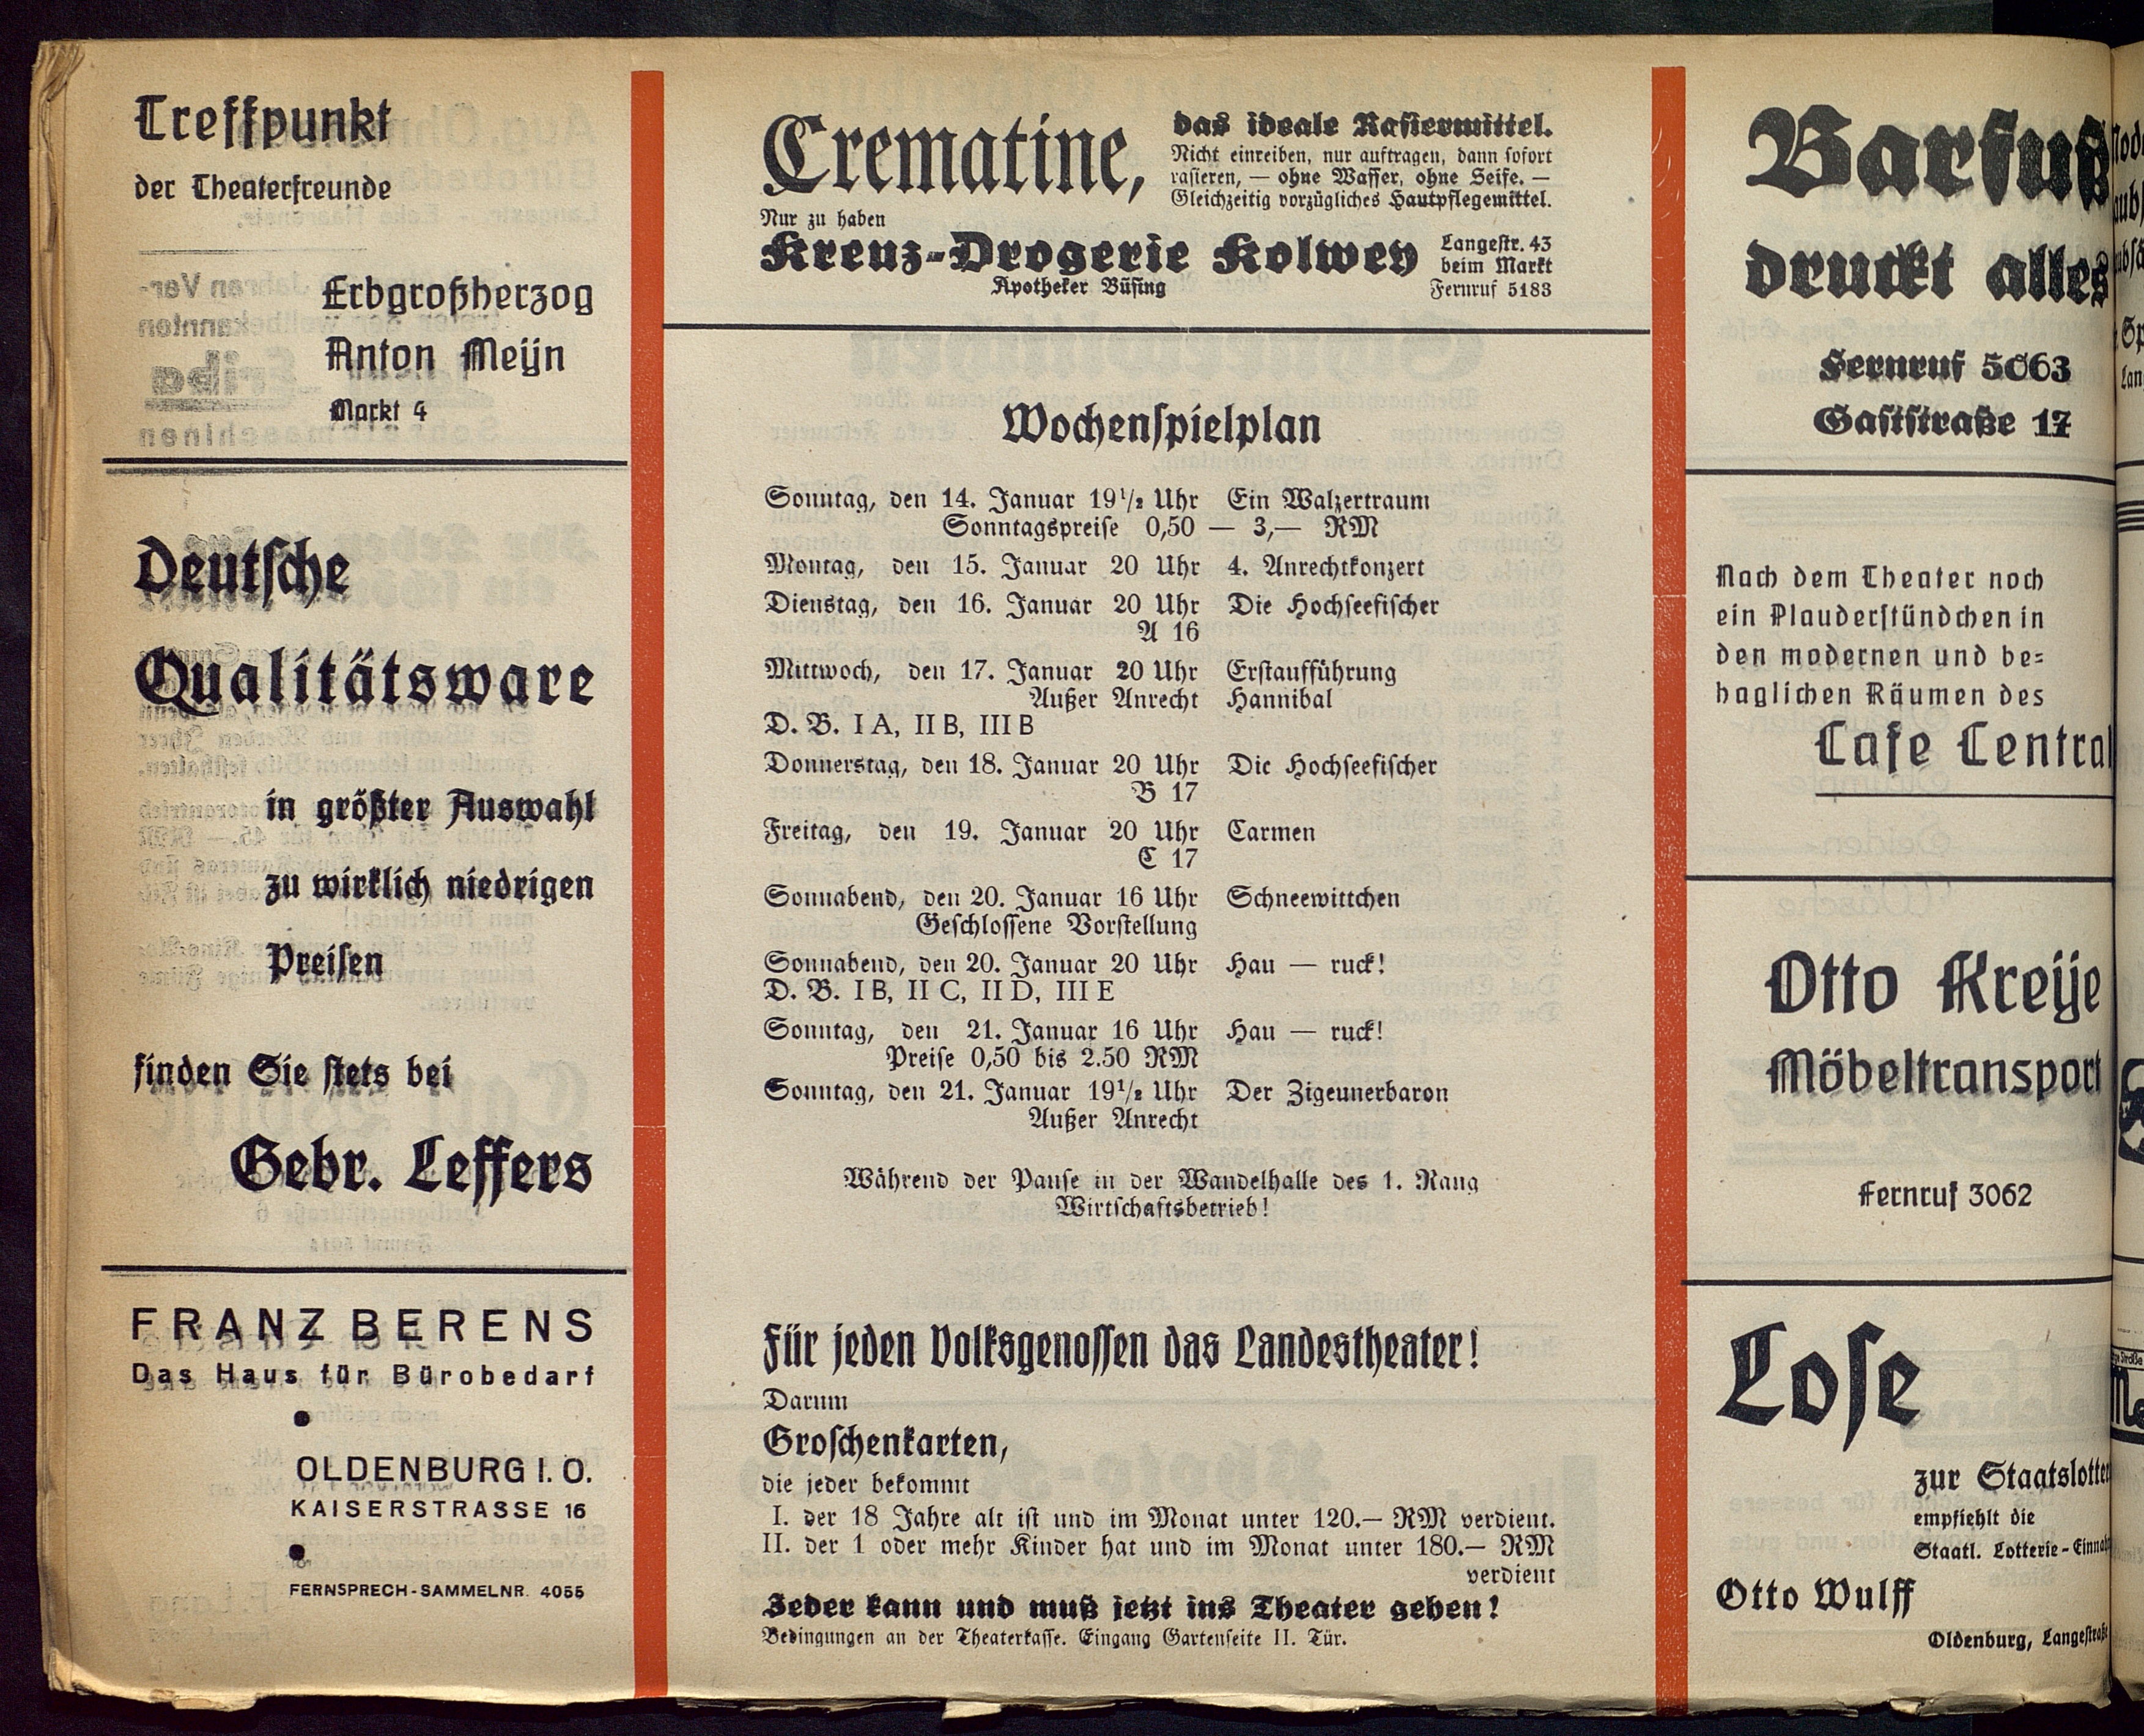 Treffpunkt
der Theaterfreunde
Erbgroßherzog
Anton Meijn
Markt 4
Deutsche
Qualitätsware
in größter Auswahl
zu wirklich niedrigen
Preisen
finden Sie stets bei
Gebr. Leffers
FRANZ BERENS
Das Haus für Bürobedarf
OLDENBURG I. O.
KAISERSTRASSE 16
FERNSPRECH-SAMMELNR. 4055
Crematine,
das ideale Rasiermittel.
Nicht einreiben, nur auftragen, dann sofort
rasieren, — ohne Wasser, ohne Seife. —
Gleichzeitig vorzügliches Hautpflegemittel.
Nur zu haben
Kreuz-Drogerie Kolwey
Apotheker Büsing
Langestr. 43
beim Markt
Fernruf 5183
Wochenspielplan
Sonntag, den 14. Januar 19½ Uhr Ein Walzertraum
Sonntagspreise 0,50 — 3,— RM
Montag, den 15. Januar 20 Uhr 4. Anrechtkonzert
Dienstag, den 16. Januar 20 Uhr Die Hochseefischer
A 16
Mittwoch, den 17. Januar 20 Uhr Erstaufführung
Außer Anrecht Hannibal
D. B. I A, II B, III B
Donnerstag, den 18. Januar 20 Uhr Die Hochseefischer
B 17
Freitag, den 19. Januar 20 Uhr Carmen
C 17
Sonnabend, den 20. Januar 16 Uhr Schneewittchen
Geschlossene Vorstellung
Sonnabend, den 20. Januar 20 Uhr Hau — ruck!
D. B. I B, II C, II D, III E
Sonntag, den 21. Januar 16 Uhr Hau — ruck!
Preise 0,50 bis 2.50 RM
Sonntag, den 21. Januar 19½ Uhr Der Zigeunerbaron
Außer Anrecht
Während der Pause in der Wandelhalle des 1. Rang
Wirtschaftsbetrieb!
Für jeden Volksgenossen das Landestheater!
Darum
Groschenkarten,
die jeder bekommt
I. der 18 Jahre alt ist und im Monat unter 120.— RM verdient.
II. der 1 oder mehr Kinder hat und im Monat unter 180.— RM
verdient
Jeder kann und muß jetzt ins Theater gehen!
Bedingungen an der Theaterkasse. Eingang Gartenseite II. Tür.
Barfuß
druckt alles
Fernruf 5063
Gaststraße 17
Nach dem Theater noch
ein Plauderstündchen in
den modernen und be-
haglichen Räumen des
Cafe Central
Otto Kreije
Möbeltransport
Fernruf 3062
Lose
zur Staatslotter
empfiehlt die
Staatl. Lotterie-Einnah
Otto Wulff
Oldenburg, Langestraße